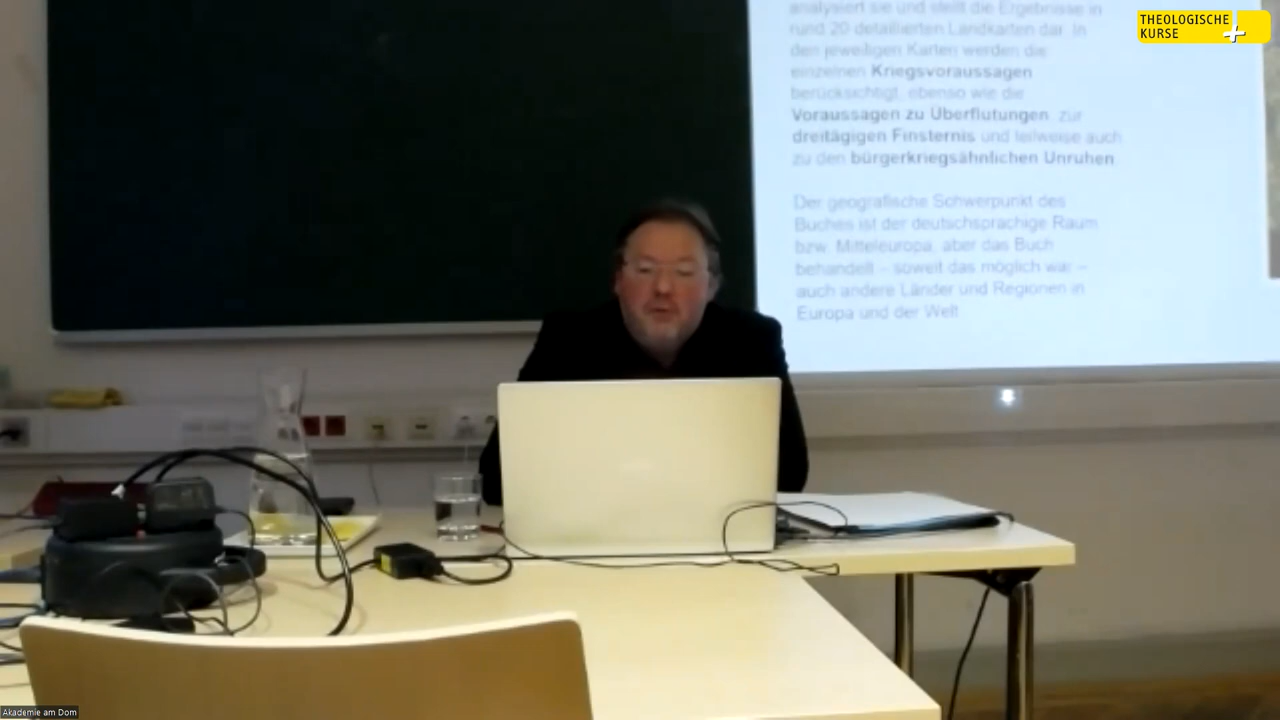 THEOLOGISCHE
KURSE
analysiert sie und stellt die Ergebnisse in
rund 20 detaillierten Landkarten dar. In
den jeweiligen Karten werden die
einzelnen Kriegsvoraussagen
berücksichtigt, ebenso wie die
Voraussagen zu Überflutungen, zur
dreitägigen Finsternis und teilweise auch
zu den bürgerkriegsähnlichen Unruhen.
Der geografische Schwerpunkt des
Buches ist der deutschsprachige Raum
bzw. Mitteleuropa, aber das Buch
behandelt – soweit das möglich war –
auch andere Länder und Regionen in
Europa und der Welt.
Akademie am Dom